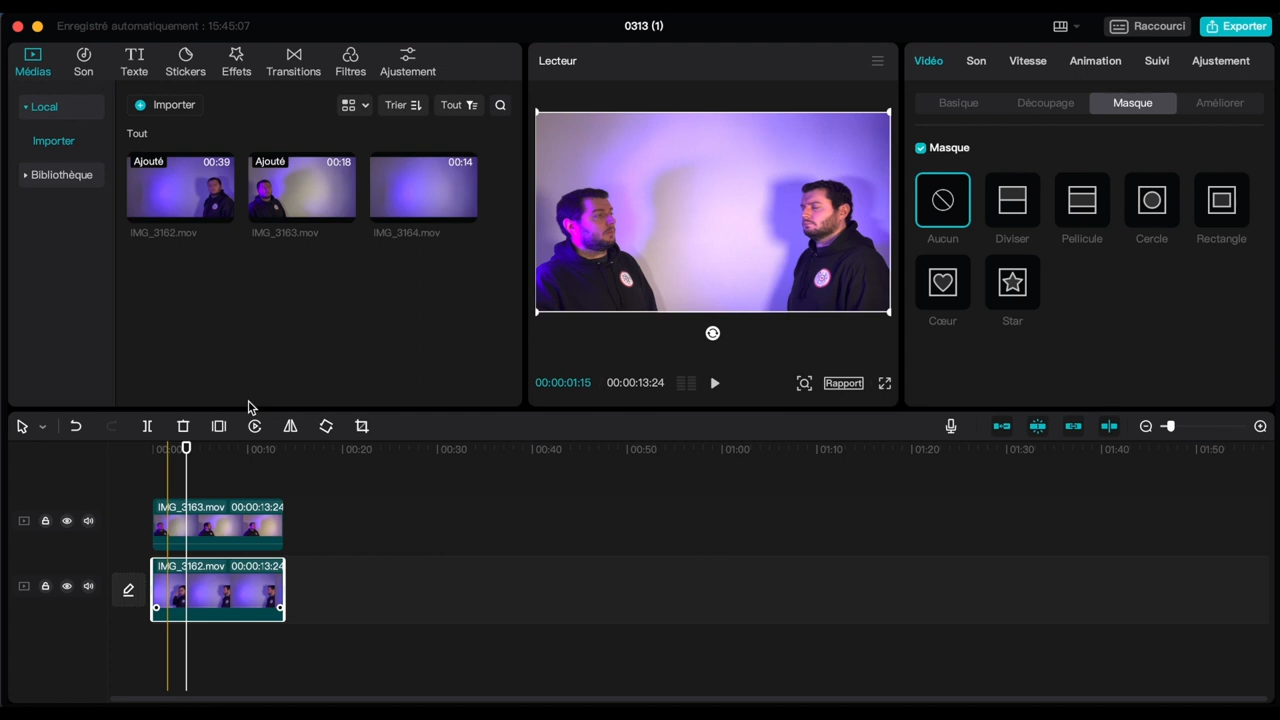 Enregistré automatiquement : 15:45:07
0313 (1)
Raccourci
Exporter
Médias
Son
Texte
Stickers
Effets
Transitions
Filtres
Ajustement
Local
Importer
Bibliothèque
Importer
Trier
Tout
Tout
Ajouté 00:39
Ajouté 00:18
00:14
IMG_3162.mov
IMG_3163.mov
IMG_3164.mov
Lecteur
00:00:01:15
00:00:13:24
Rapport
Vidéo
Son
Vitesse
Animation
Suivi
Ajustement
Basique
Découpage
Masque
Améliorer
Masque
Aucun
Diviser
Pellicule
Cercle
Rectangle
Cœur
Star
00:00
00:10
00:20
00:30
00:40
00:50
01:00
01:10
01:20
01:30
01:40
01:50
IMG_3163.mov 00:00:13:24
IMG_3162.mov 00:00:13:24